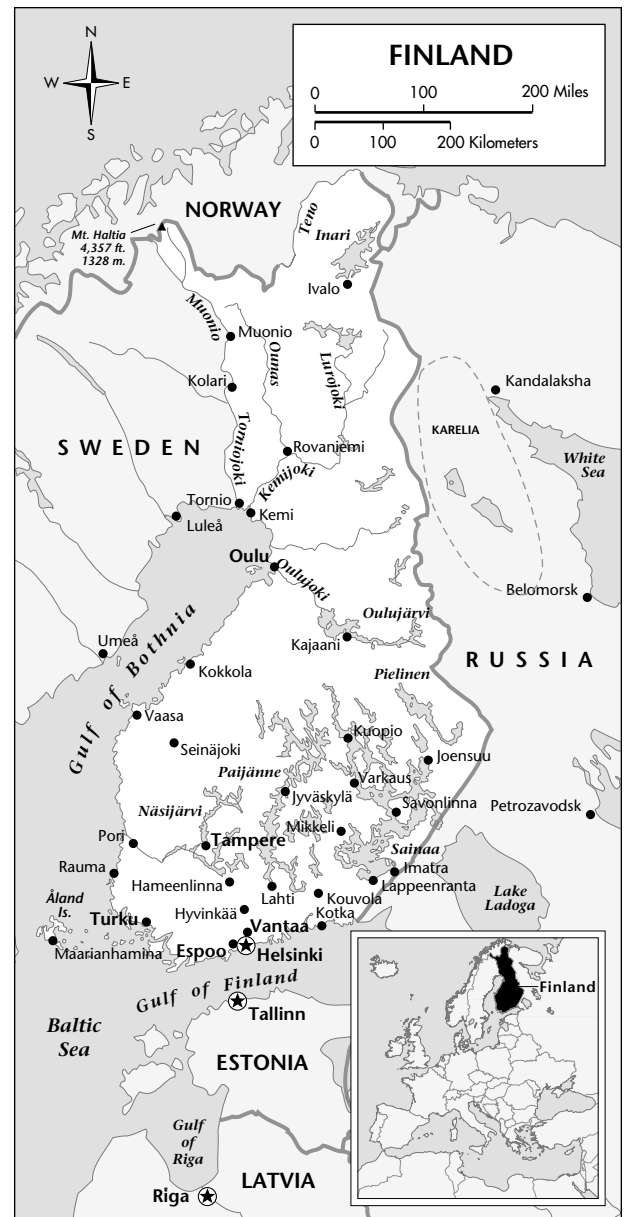 N
W E
S
FINLAND
0 100 200 Miles
0 100 200 Kilometers
NORWAY
Mt. Haltia
4,357 ft.
1328 m.
Teno
Inari
Ivalo
Muonio
Muonio
Ounas
Lurojoki
Kolari
Kandalaksha
KARELIA
SWEDEN
Torniojoki
Rovaniemi
Kemijoki
White
Sea
Tornio
Kemi
Luleå
Oulu
Oulujoki
Belomorsk
Oulujärvi
Kajaani
Umeå
Gulf of Bothnia
Kokkola
RUSSIA
Pielinen
Vaasa
Seinäjoki
Kuopio
Joensuu
Paijänne
Varkaus
Jyväskylä
Savonlinna
Petrozavodsk
Näsijärvi
Mikkeli
Pori
Tampere
Sainaa
Imatra
Rauma
Hameenlinna
Lahti
Lappeenranta
Kouvola
Lake
Ladoga
Åland
Is.
Hyvinkää
Kotka
Turku
Vantaa
Maarianhamina
Espoo
Helsinki
Gulf of Finland
Tallinn
Baltic
Sea
ESTONIA
Gulf
of
Riga
LATVIA
Riga
Finland